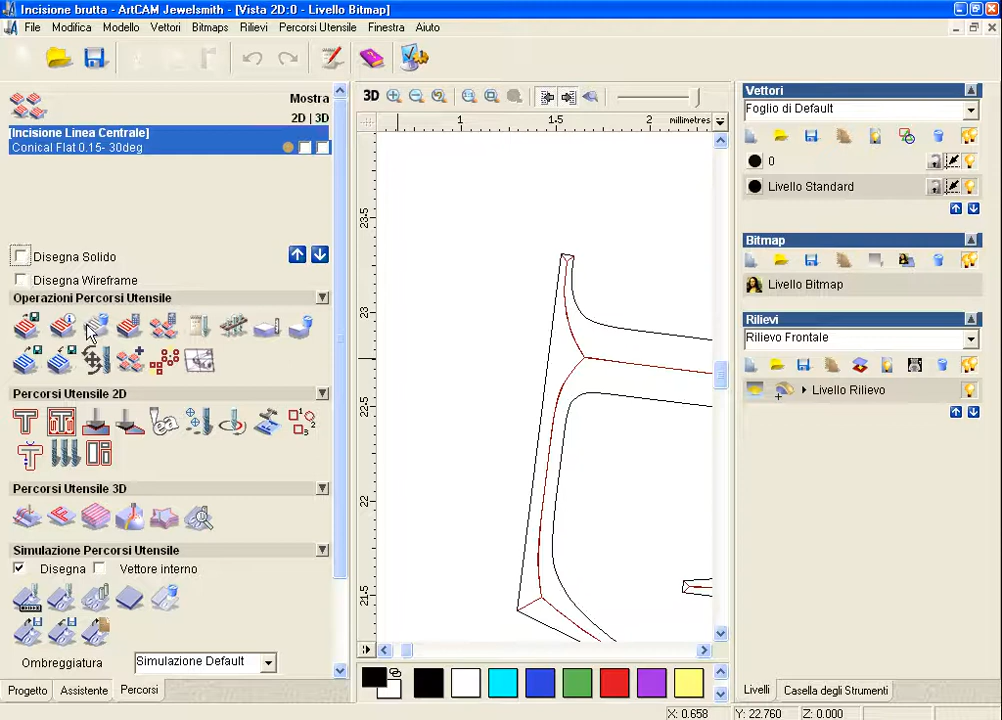 Incisione brutta - ArtCAM Jewelsmith - [Vista 2D:0 - Livello Bitmap]
File Modifica Modello Vettori Bitmaps Rilievi Percorsi Utensile Finestra Aiuto
Mostra
2D | 3D
[Incisione Linea Centrale]
Conical Flat 0.15- 30deg
Disegna Solido
Disegna Wireframe
Operazioni Percorsi Utensile
Percorsi Utensile 2D
Percorsi Utensile 3D
Simulazione Percorsi Utensile
Disegna Vettore interno
Ombreggiatura Simulazione Default
Progetto Assistente Percorsi
3D
1 1.5 2 millimetres
23.5
23
22.5
22
21.5
Vettori
Foglio di Default
0
Livello Standard
Bitmap
Livello Bitmap
Rilievi
Rilievo Frontale
Livello Rilievo
Livelli Casella degli Strumenti
X: 0.658 Y: 22.760 Z: 0.000